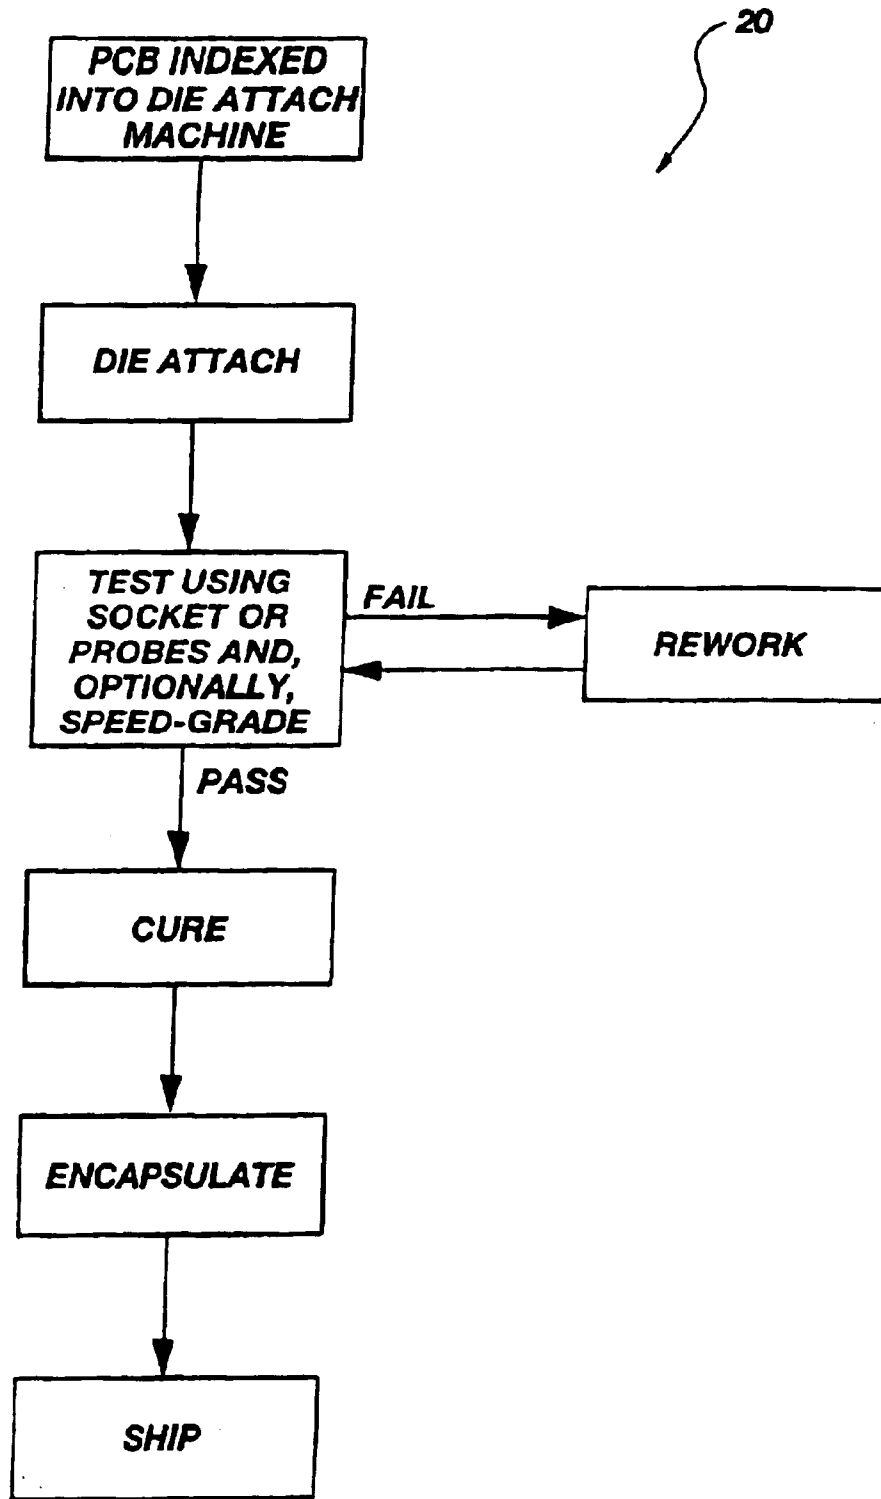 20
PCB INDEXED
INTO DIE ATTACH
MACHINE
DIE ATTACH
TEST USING
SOCKET OR
PROBES AND,
OPTIONALLY,
SPEED-GRADE
FAIL
REWORK
PASS
CURE
ENCAPSULATE
SHIP